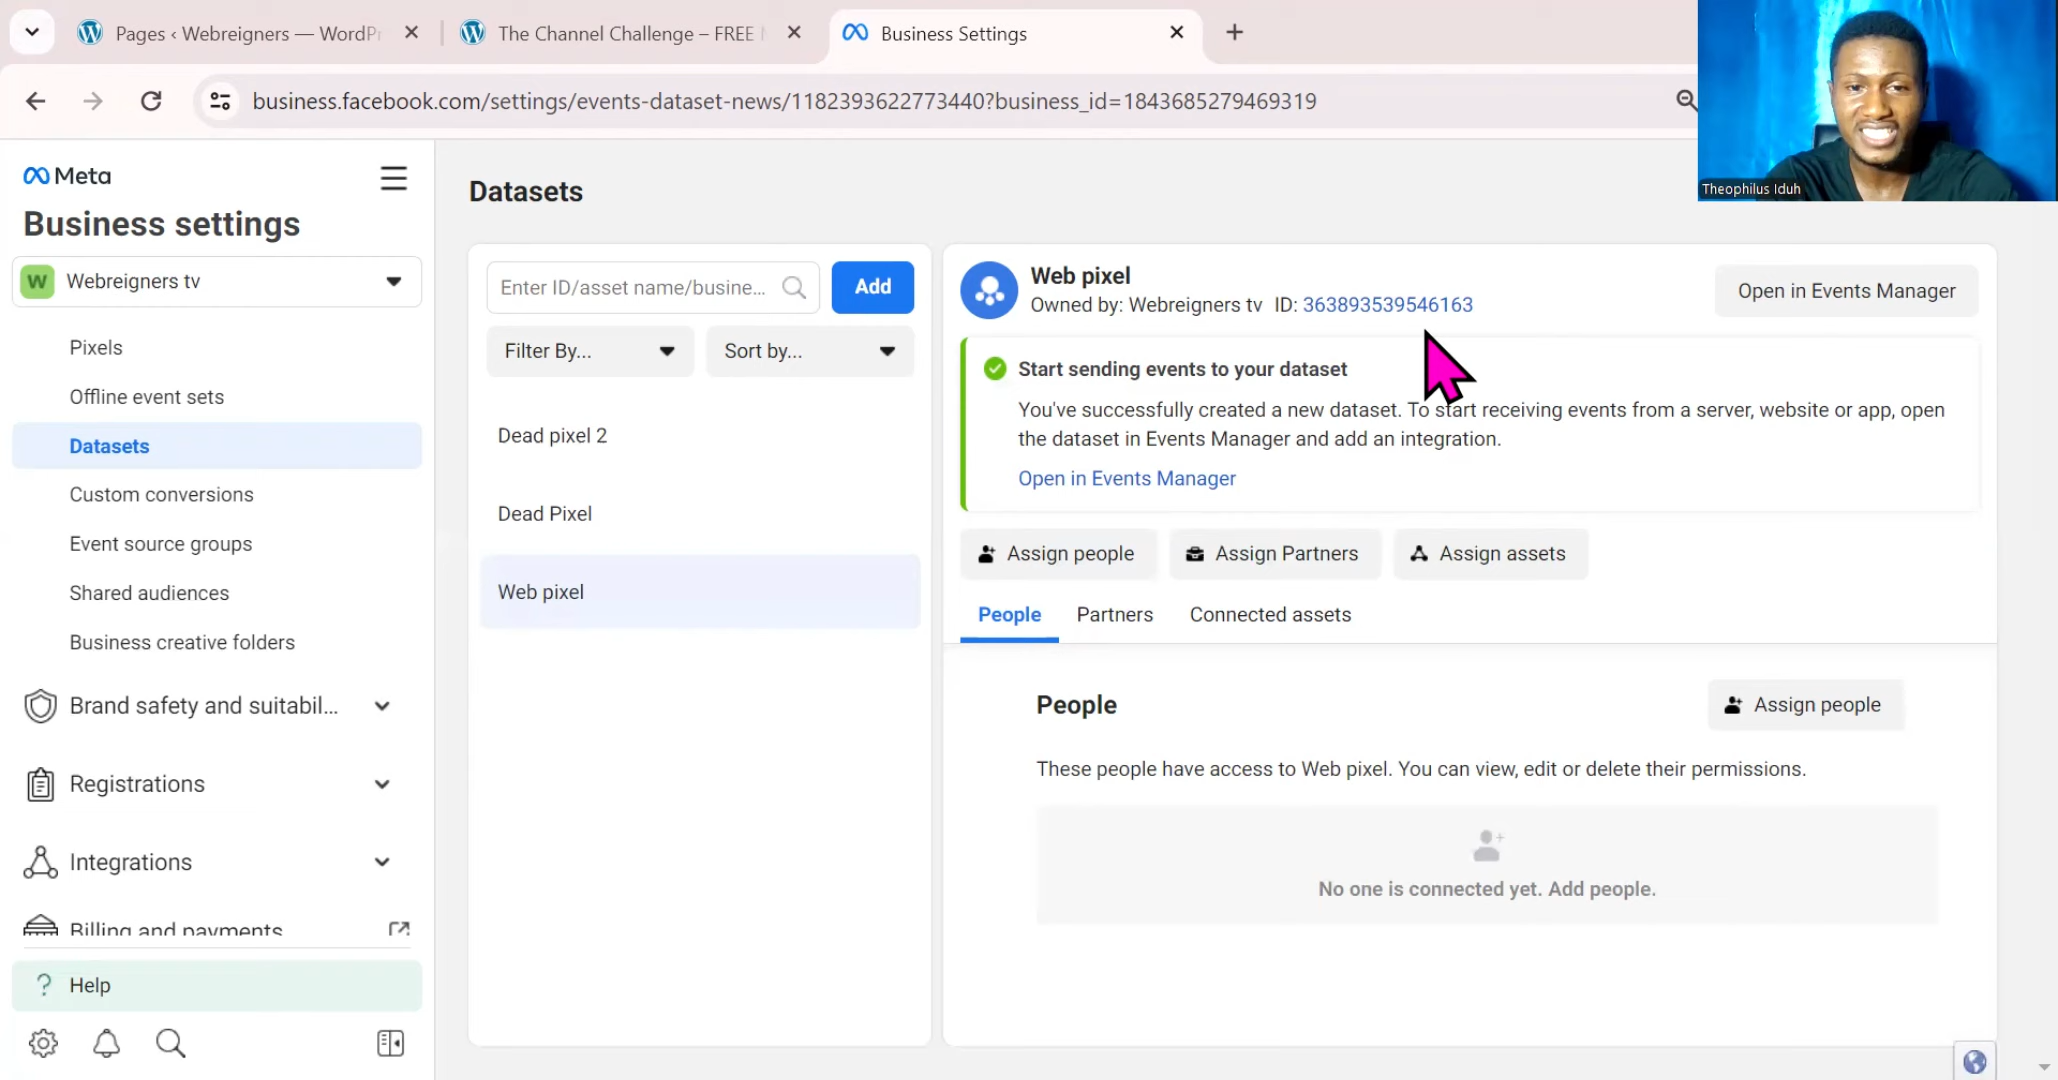 Pages ‹ Webreigners — WordPr
The Channel Challenge – FREE
Business Settings
business.facebook.com/settings/events-dataset-news/1182393622773440?business_id=1843685279469319
Theophilus Iduh
Meta
Business settings
W
Webreigners tv
Pixels
Offline event sets
Datasets
Custom conversions
Event source groups
Shared audiences
Business creative folders
Brand safety and suitabil...
Registrations
Integrations
Billing and payments
? Help
Datasets
Enter ID/asset name/busine...
Add
Filter By...
Sort by...
Dead pixel 2
Dead Pixel
Web pixel
Web pixel
Owned by: Webreigners tv ID: 363893539546163
Open in Events Manager
Start sending events to your dataset
You've successfully created a new dataset. To start receiving events from a server, website or app, open
the dataset in Events Manager and add an integration.
Open in Events Manager
Assign people
Assign Partners
Assign assets
People
Partners
Connected assets
People
Assign people
These people have access to Web pixel. You can view, edit or delete their permissions.
No one is connected yet. Add people.